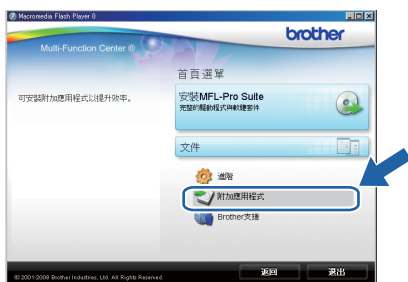 Macromedia Flash Player 8
brother
Multi-Function Center ®
首頁選單
可安裝附加應用程式以提升效率。
安裝MFL-Pro Suite
完整的驅動程式與軟體套件
文件
進階
附加應用程式
Brother支援
© 2001-2009 Brother Industries, Ltd. All Rights Reserved.
返回
退出